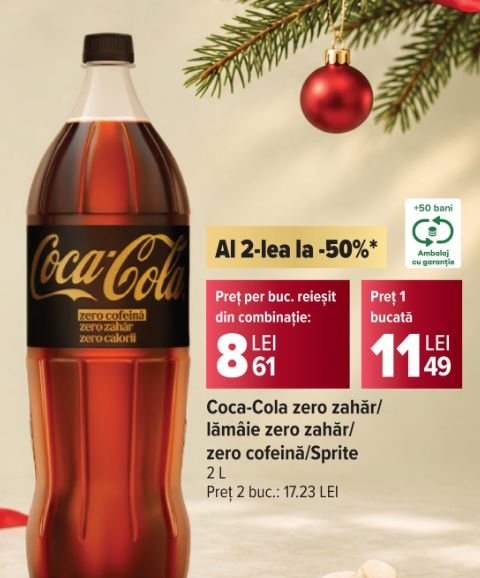 Coca-Cola
zero cofeină
zero zahăr
zero calorii
+50 bani
Ambalaj
cu garanție
Al 2-lea la -50%*
Preț per buc. reieșit
din combinație:
8 LEI
61
Preț 1
bucată
11 LEI
49
Coca-Cola zero zahăr/
lămâie zero zahăr/
zero cofeină/Sprite
2 L
Preț 2 buc.: 17.23 LEI